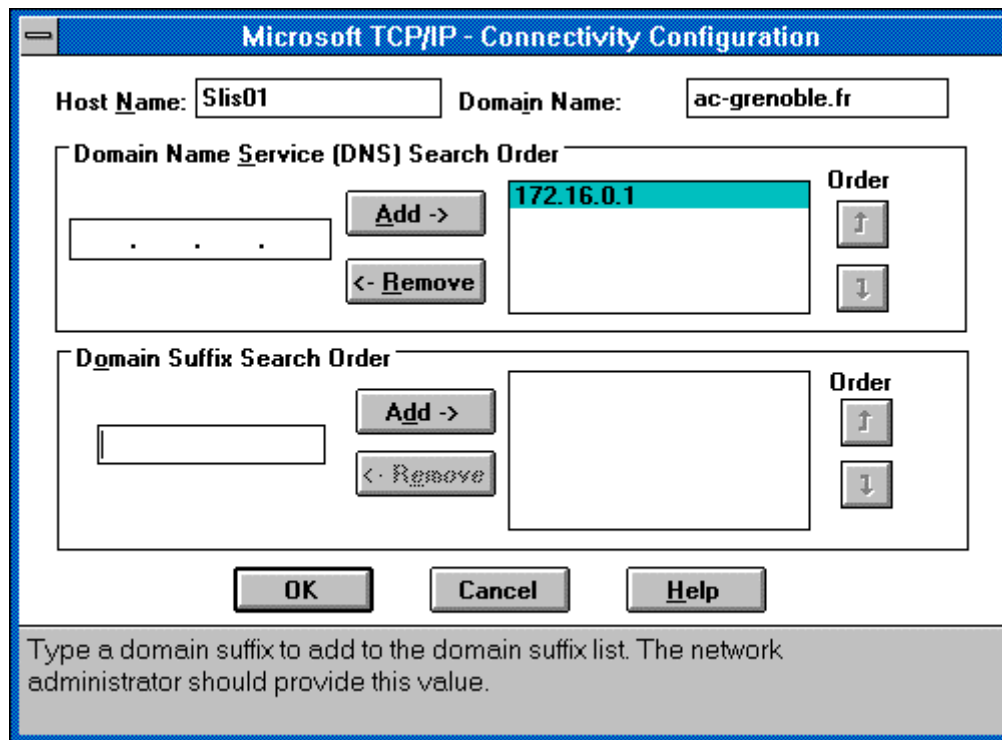 Microsoft TCP/IP - Connectivity Configuration
Host Name: Slis01 Domain Name: ac-grenoble.fr
Domain Name Service (DNS) Search Order
Order
172.16.0.1
Add ->
. . .
<- Remove
Domain Suffix Search Order
Order
Add ->
<- Remove
OK Cancel Help
Type a domain suffix to add to the domain suffix list. The network
administrator should provide this value.